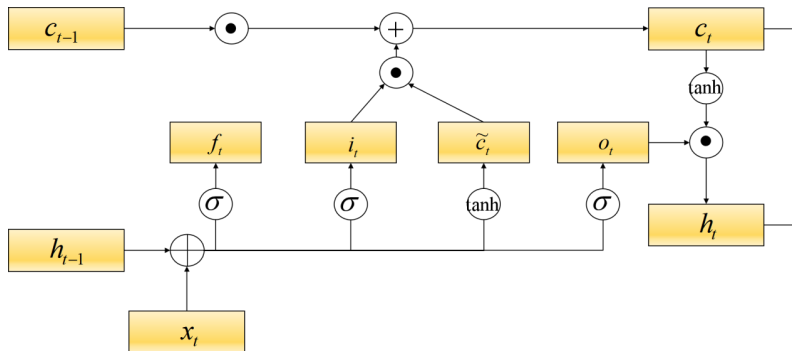 c_{t-1}
+
c_t
tanh
f_t
i_t
c̃_t
o_t
σ
σ
tanh
σ
h_{t-1}
h_t
x_t